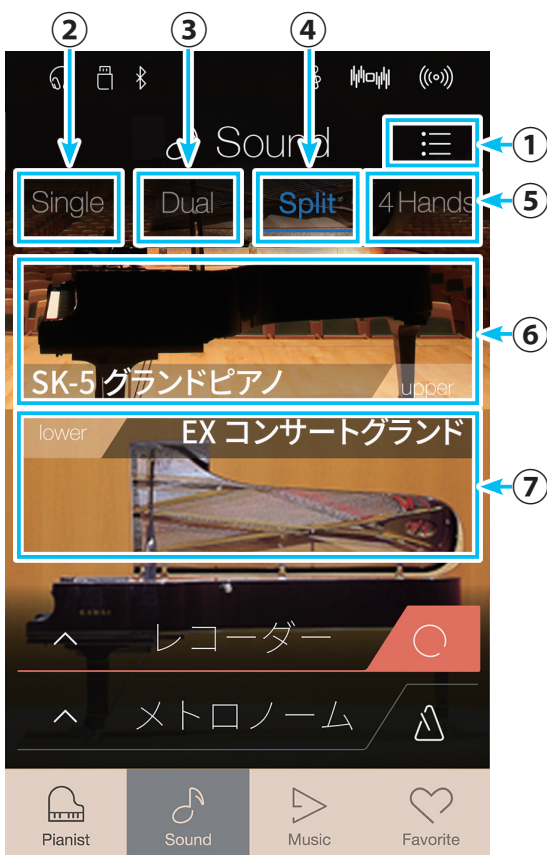 ② ③ ④
Sound
①
Single Dual Split 4 Hands
⑤
⑥
SK-5 グランドピアノ upper
lower EX コンサートグランド
⑦
KAWAI
レコーダー
メトロノーム
Pianist Sound Music Favorite